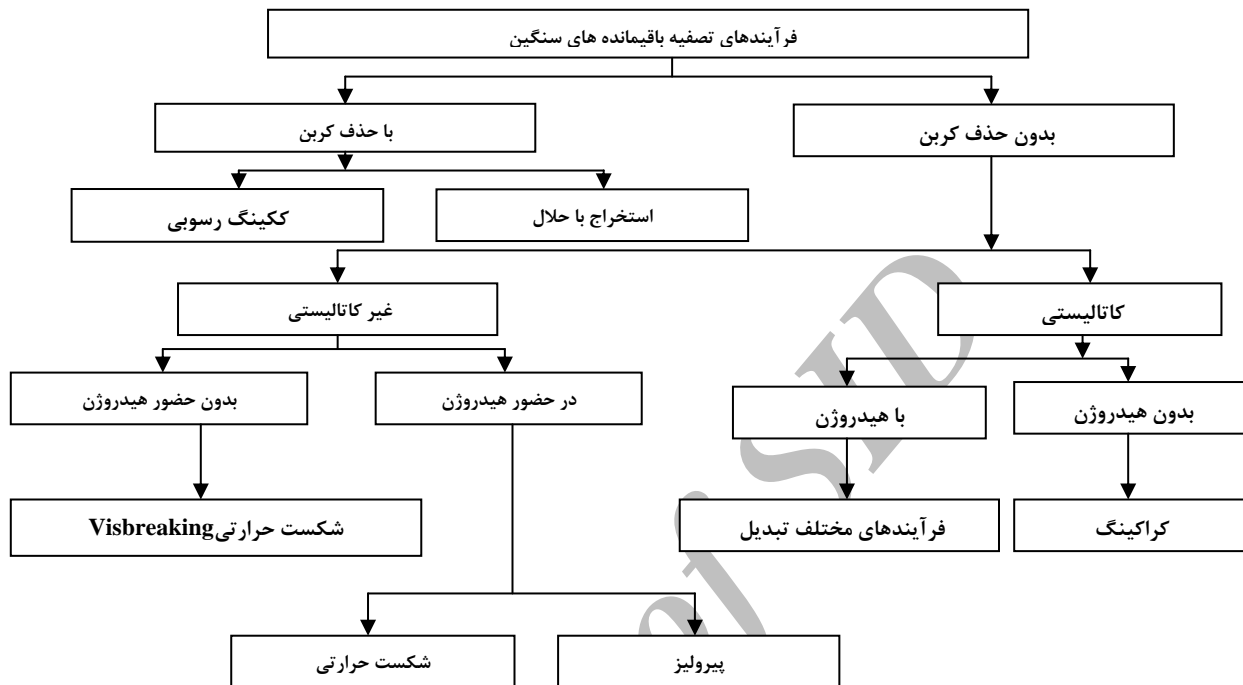 فرآیندهای تصفیه باقیمانده های سنگین
بدون حذف کربن
با حذف کربن
استخراج با حلال
ککینگ رسوبی
کاتالیستی
غیر کاتالیستی
بدون هیدروژن
با هیدروژن
در حضور هیدروژن
بدون حضور هیدروژن
کراکینگ
فرآیندهای مختلف تبدیل
شکست حرارتیVisbreaking
پیرولیز
شکست حرارتی
of SID